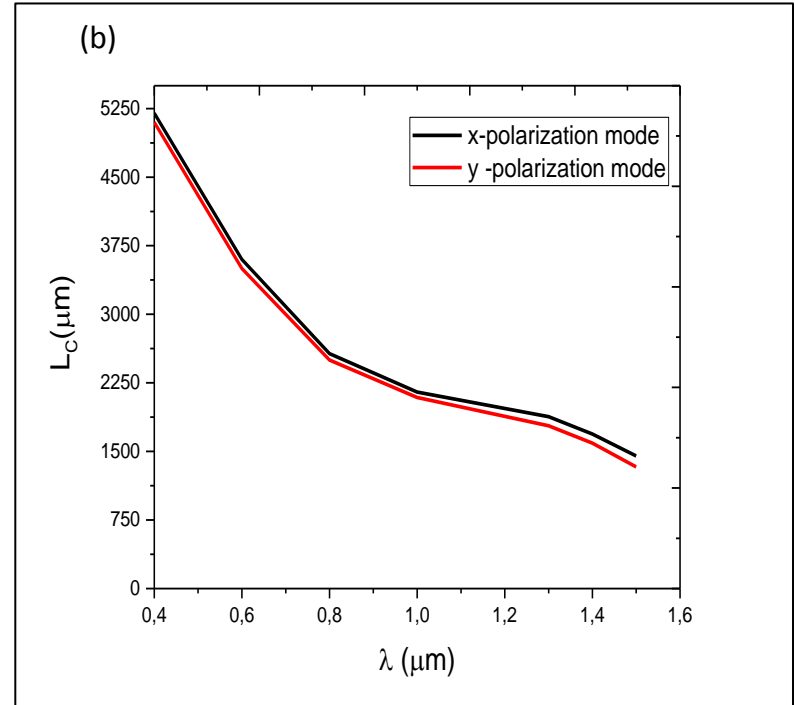 (b)
x-polarization mode
y -polarization mode
5250
4500
3750
3000
2250
1500
750
0
L_C(μm)
0,4 0,6 0,8 1,0 1,2 1,4 1,6
λ (μm)